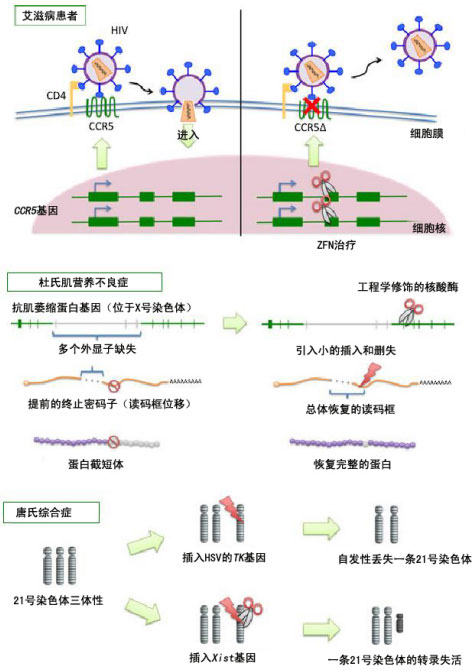 艾滋病患者
HIV
CD4
CCR5
进入
CCR5Δ
细胞膜
CCR5基因
细胞核
ZFN治疗
杜氏肌营养不良症
工程学修饰的核酸酶
抗肌萎缩蛋白基因（位于X号染色体）
多个外显子缺失
引入小的插入和删失
AAAAAAAAA
AAAAAAAAA
提前的终止密码子（读码框位移）
总体恢复的读码框
蛋白截短体
恢复完整的蛋白
唐氏综合症
插入HSV的TK基因
自发性丢失一条21号染色体
21号染色体三体性
插入Xist基因
一条21号染色体的转录失活